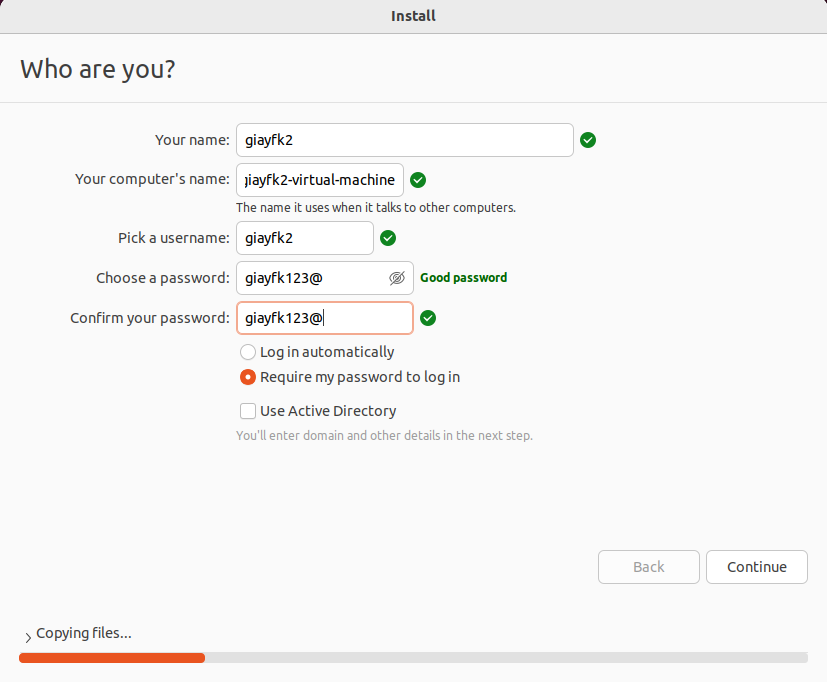 Install
Who are you?
Your name: giayfk2
Your computer's name: giayfk2-virtual-machine
The name it uses when it talks to other computers.
Pick a username: giayfk2
Choose a password: giayfk123@ Good password
Confirm your password: giayfk123@
Log in automatically
Require my password to log in
Use Active Directory
You'll enter domain and other details in the next step.
Back Continue
Copying files...